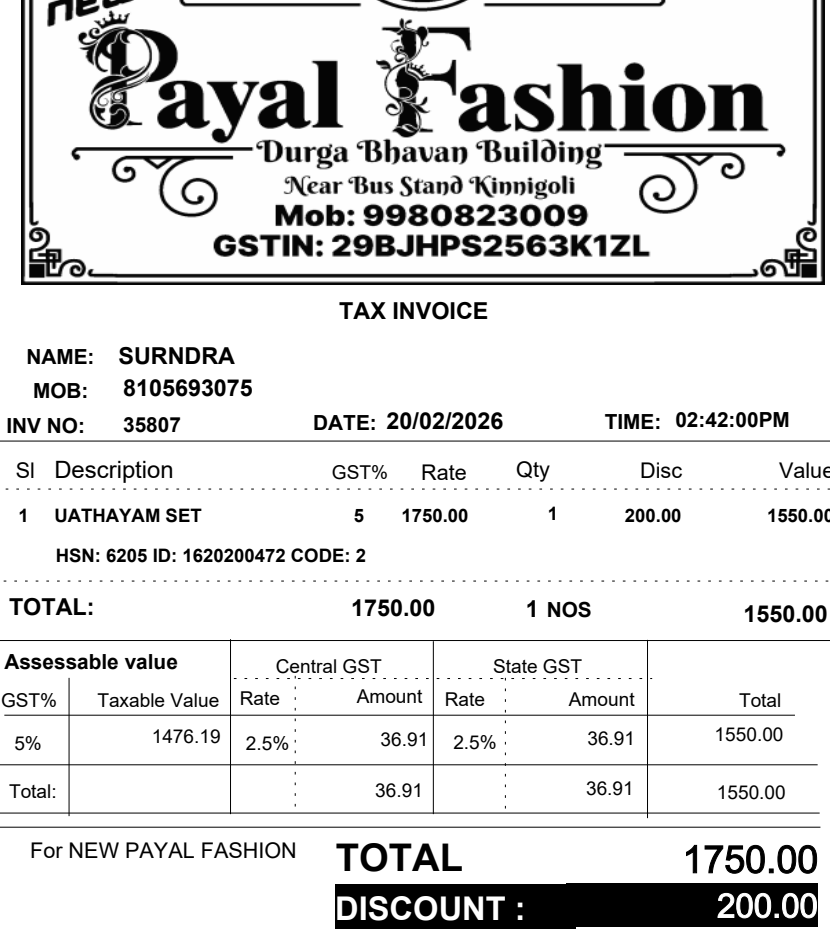 new
Payal Fashion
Durga Bhavan Building
Near Bus Stand Kinnigoli
Mob: 9980823009
GSTIN: 29BJHPS2563K1ZL
TAX INVOICE
NAME: SURNDRA
MOB: 8105693075
INV NO: 35807 DATE: 20/02/2026 TIME: 02:42:00PM
Sl Description GST% Rate Qty Disc Value
1 UATHAYAM SET 5 1750.00 1 200.00 1550.00
HSN: 6205 ID: 1620200472 CODE: 2
TOTAL: 1750.00 1 NOS 1550.00
Assessable value Central GST State GST
GST% Taxable Value Rate Amount Rate Amount Total
5% 1476.19 2.5% 36.91 2.5% 36.91 1550.00
Total: 36.91 36.91 1550.00
For NEW PAYAL FASHION TOTAL 1750.00
DISCOUNT : 200.00